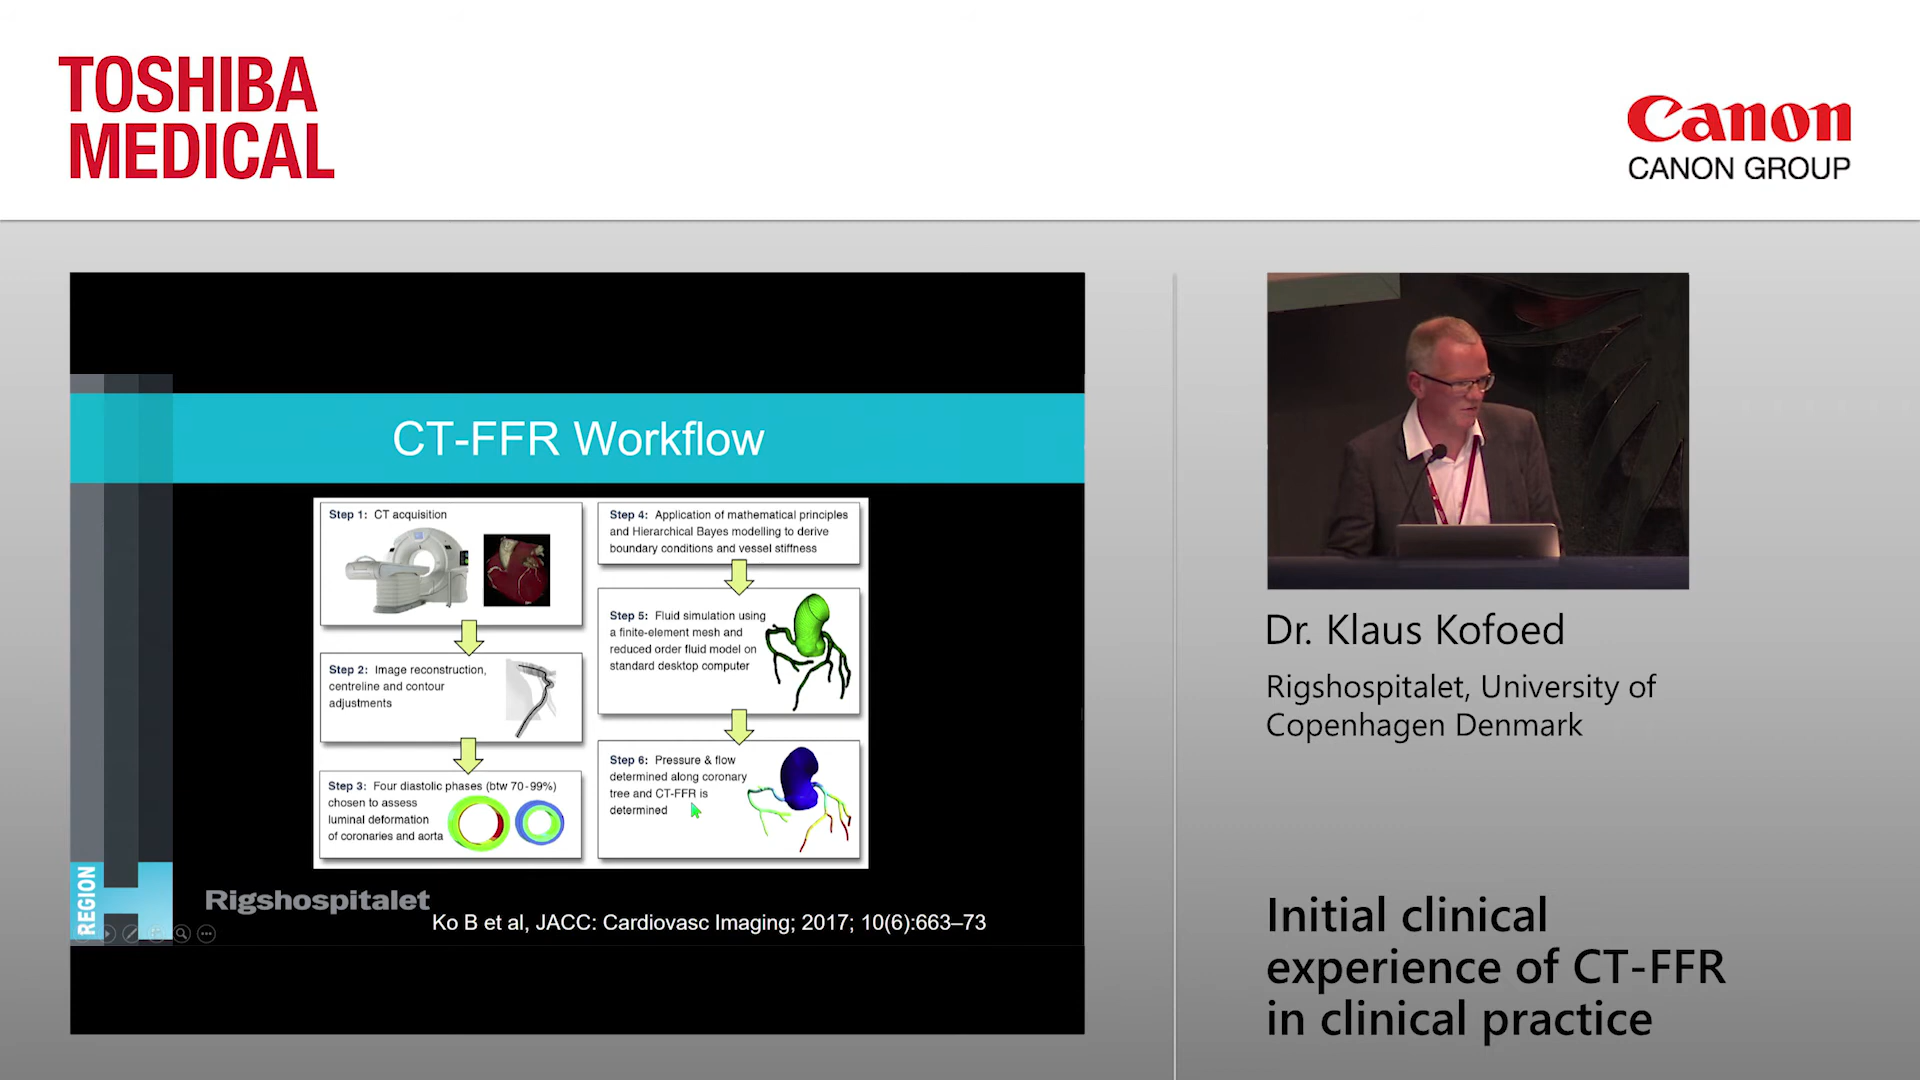 TOSHIBA
MEDICAL
Canon
CANON GROUP
CT-FFR Workflow
Step 1: CT acquisition
Step 2: Image reconstruction,
centreline and contour
adjustments
Step 3: Four diastolic phases (btw 70-99%)
chosen to assess
luminal deformation
of coronaries and aorta
Step 4: Application of mathematical principles
and Hierarchical Bayes modelling to derive
boundary conditions and vessel stiffness
Step 5: Fluid simulation using
a finite-element mesh and
reduced order fluid model on
standard desktop computer
Step 6: Pressure & flow
determined along coronary
tree and CT-FFR is
determined
REGION
H
Rigshospitalet
Ko B et al, JACC: Cardiovasc Imaging; 2017; 10(6):663–73
Dr. Klaus Kofoed
Rigshospitalet, University of
Copenhagen Denmark
Initial clinical
experience of CT-FFR
in clinical practice